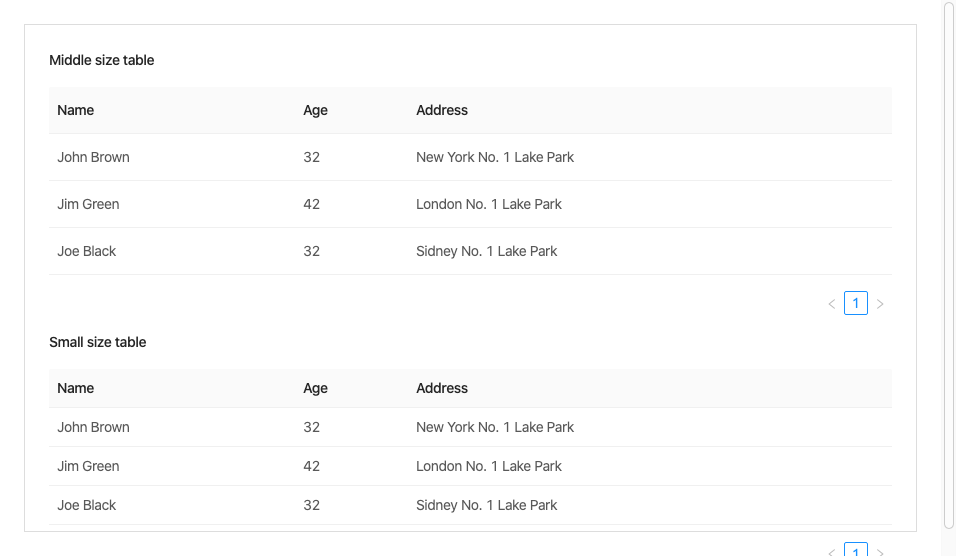 Middle size table
Name Age Address
John Brown 32 New York No. 1 Lake Park
Jim Green 42 London No. 1 Lake Park
Joe Black 32 Sidney No. 1 Lake Park
1
Small size table
Name Age Address
John Brown 32 New York No. 1 Lake Park
Jim Green 42 London No. 1 Lake Park
Joe Black 32 Sidney No. 1 Lake Park
1